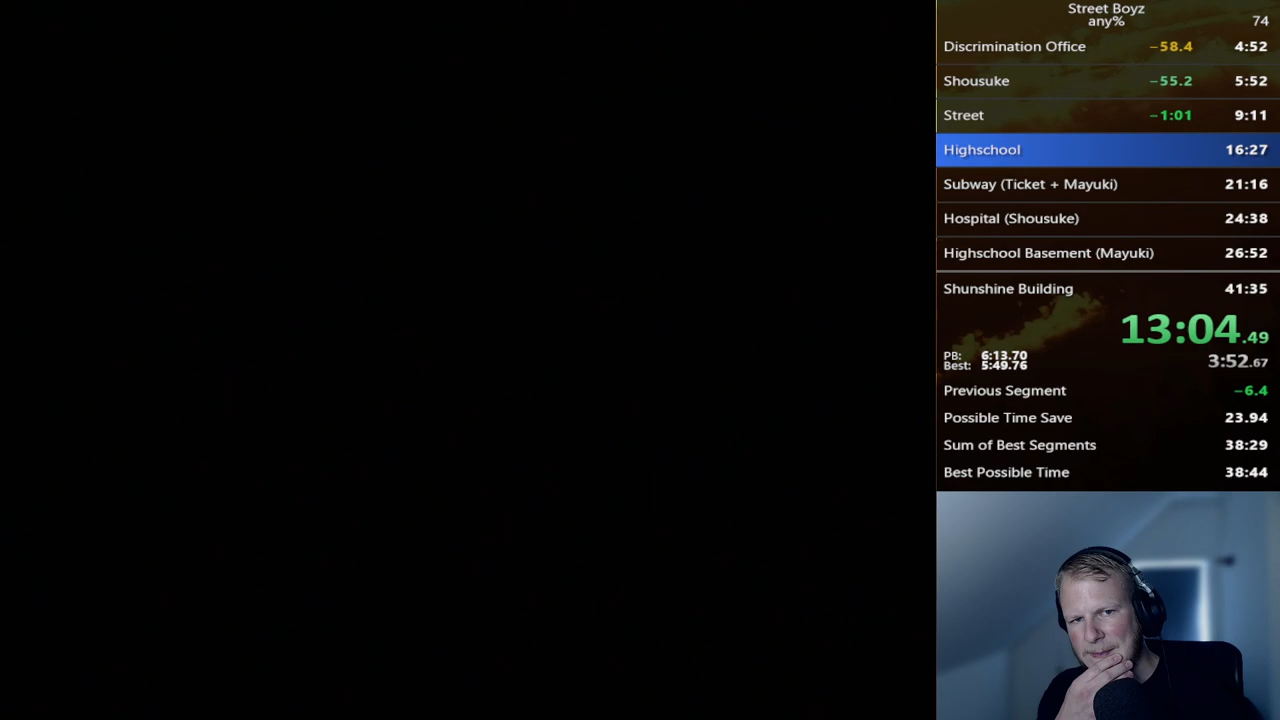 Street Boyz
any% 74
Discrimination Office -58.4 4:52
Shousuke -55.2 5:52
Street -1:01 9:11
Highschool 16:27
Subway (Ticket + Mayuki) 21:16
Hospital (Shousuke) 24:38
Highschool Basement (Mayuki) 26:52
Shunshine Building 41:35
13:04.49
PB: 6:13.70 3:52.67
Best: 5:49.76
Previous Segment -6.4
Possible Time Save 23.94
Sum of Best Segments 38:29
Best Possible Time 38:44